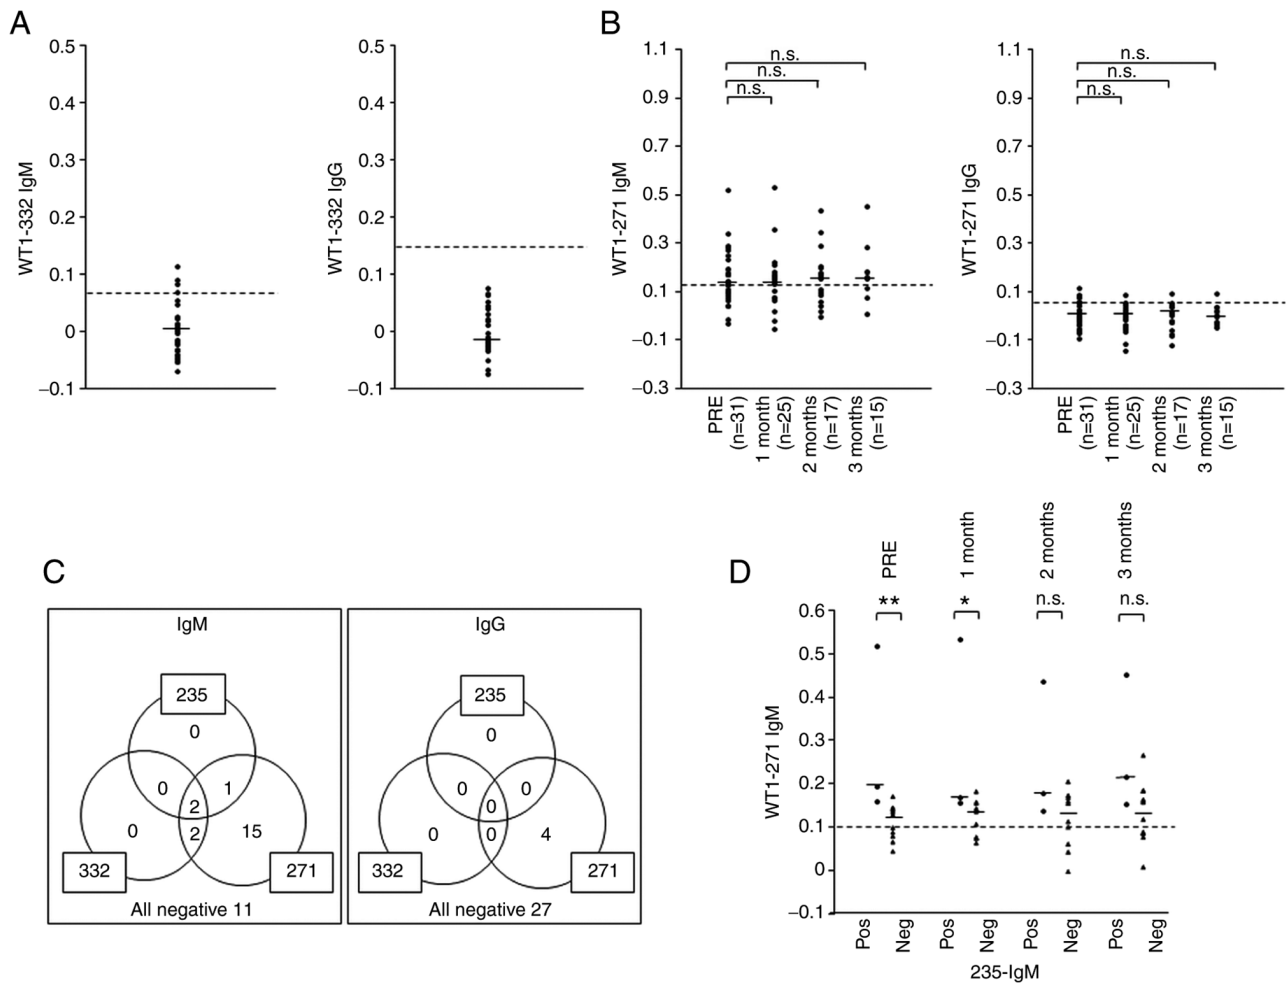 A
0.5
0.4
0.3
0.2
0.1
0
–0.1
WT1-332 IgM
0.5
0.4
0.3
0.2
0.1
0
–0.1
WT1-332 IgG
B
1.1
0.9
0.7
0.5
0.3
0.1
–0.1
–0.3
WT1-271 IgM
n.s.
n.s.
n.s.
PRE
(n=31)
1 month
(n=25)
2 months
(n=17)
3 months
(n=15)
1.1
0.9
0.7
0.5
0.3
0.1
–0.1
–0.3
WT1-271 IgG
n.s.
n.s.
n.s.
PRE
(n=31)
1 month
(n=25)
2 months
(n=17)
3 months
(n=15)
C
IgM
235
0
0
1
2
0
2
15
332
271
All negative 11
IgG
235
0
0
0
0
0
0
4
332
271
All negative 27
D
PRE
1 month
2 months
3 months
**
*
n.s.
n.s.
0.6
0.5
0.4
0.3
0.2
0.1
0
–0.1
WT1-271 IgM
Pos
Neg
Pos
Neg
Pos
Neg
Pos
Neg
235-IgM